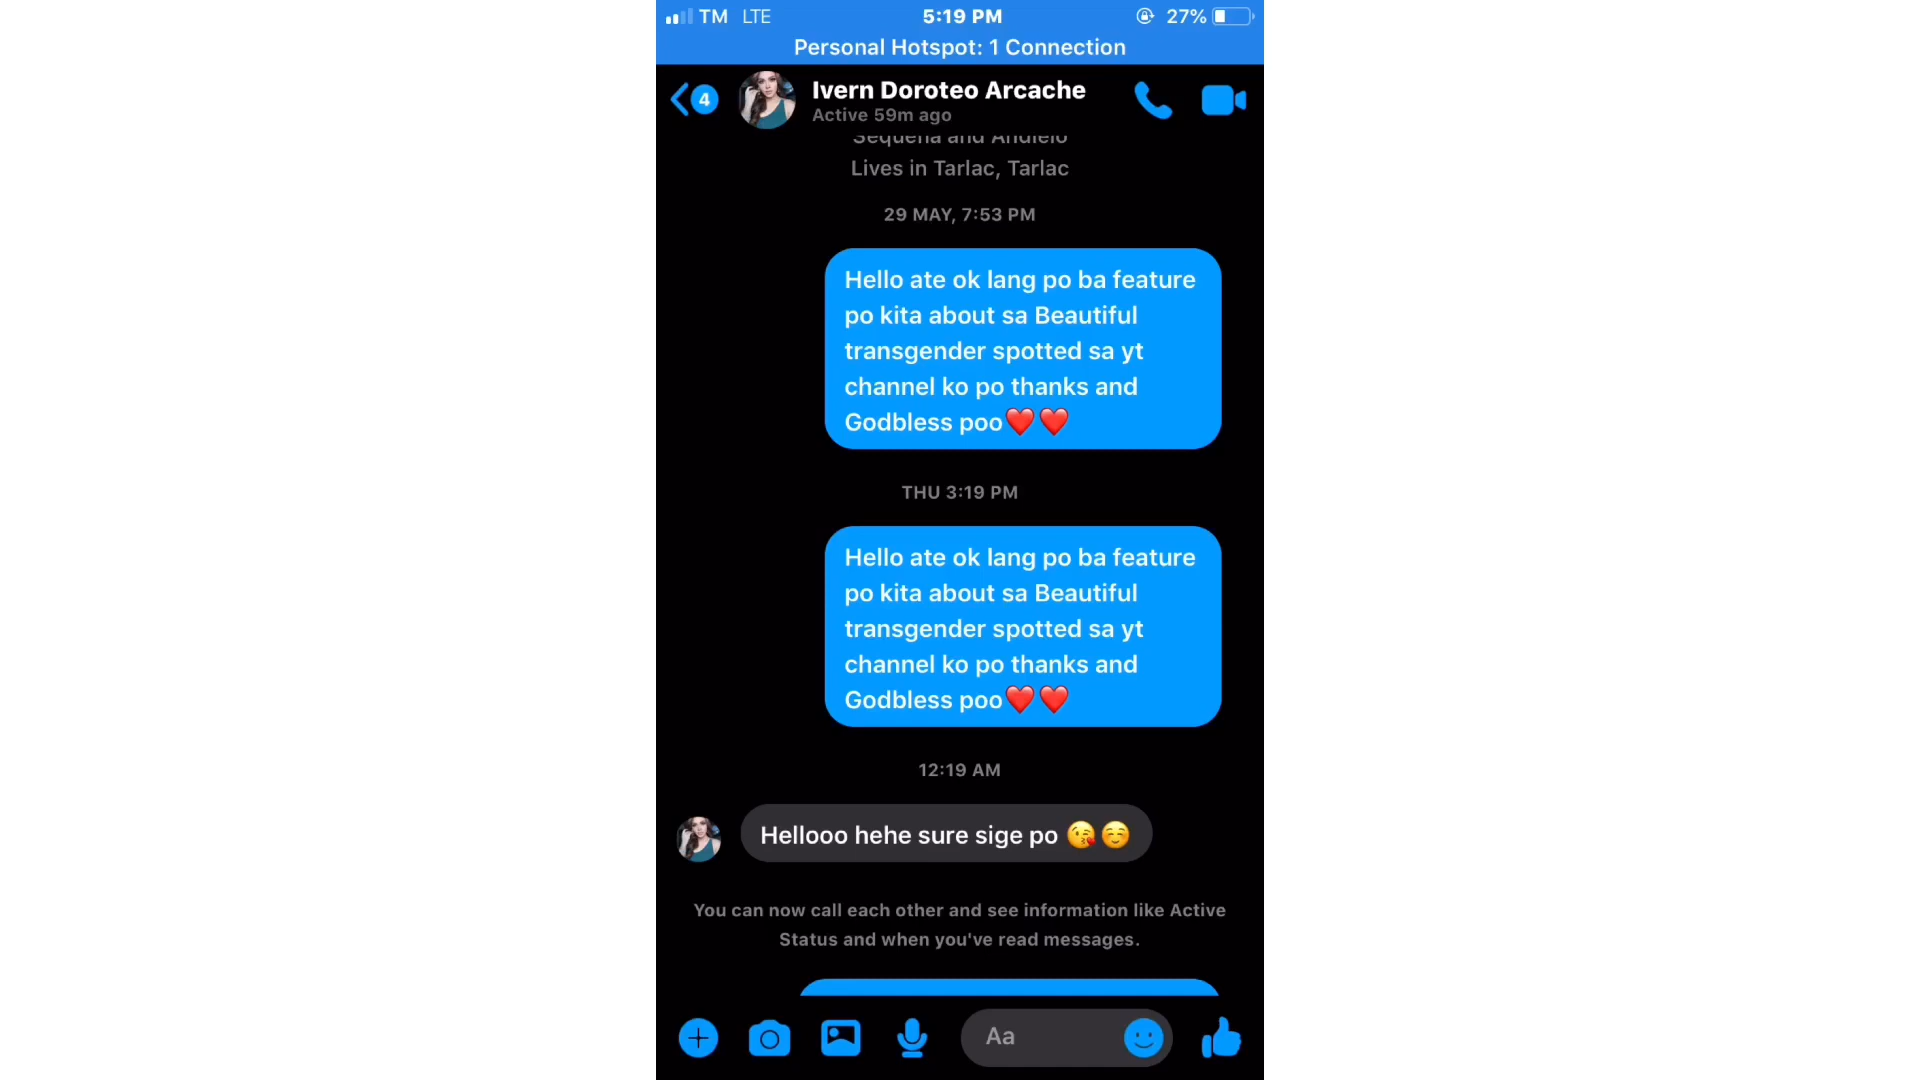 TM LTE 5:19 PM 27%
Personal Hotspot: 1 Connection
4
Ivern Doroteo Arcache
Active 59m ago
Lives in Tarlac, Tarlac
29 MAY, 7:53 PM
Hello ate ok lang po ba feature
po kita about sa Beautiful
transgender spotted sa yt
channel ko po thanks and
Godbless poo❤️❤️
THU 3:19 PM
Hello ate ok lang po ba feature
po kita about sa Beautiful
transgender spotted sa yt
channel ko po thanks and
Godbless poo❤️❤️
12:19 AM
Hellooo hehe sure sige po 😘☺️
You can now call each other and see information like Active
Status and when you've read messages.
Aa